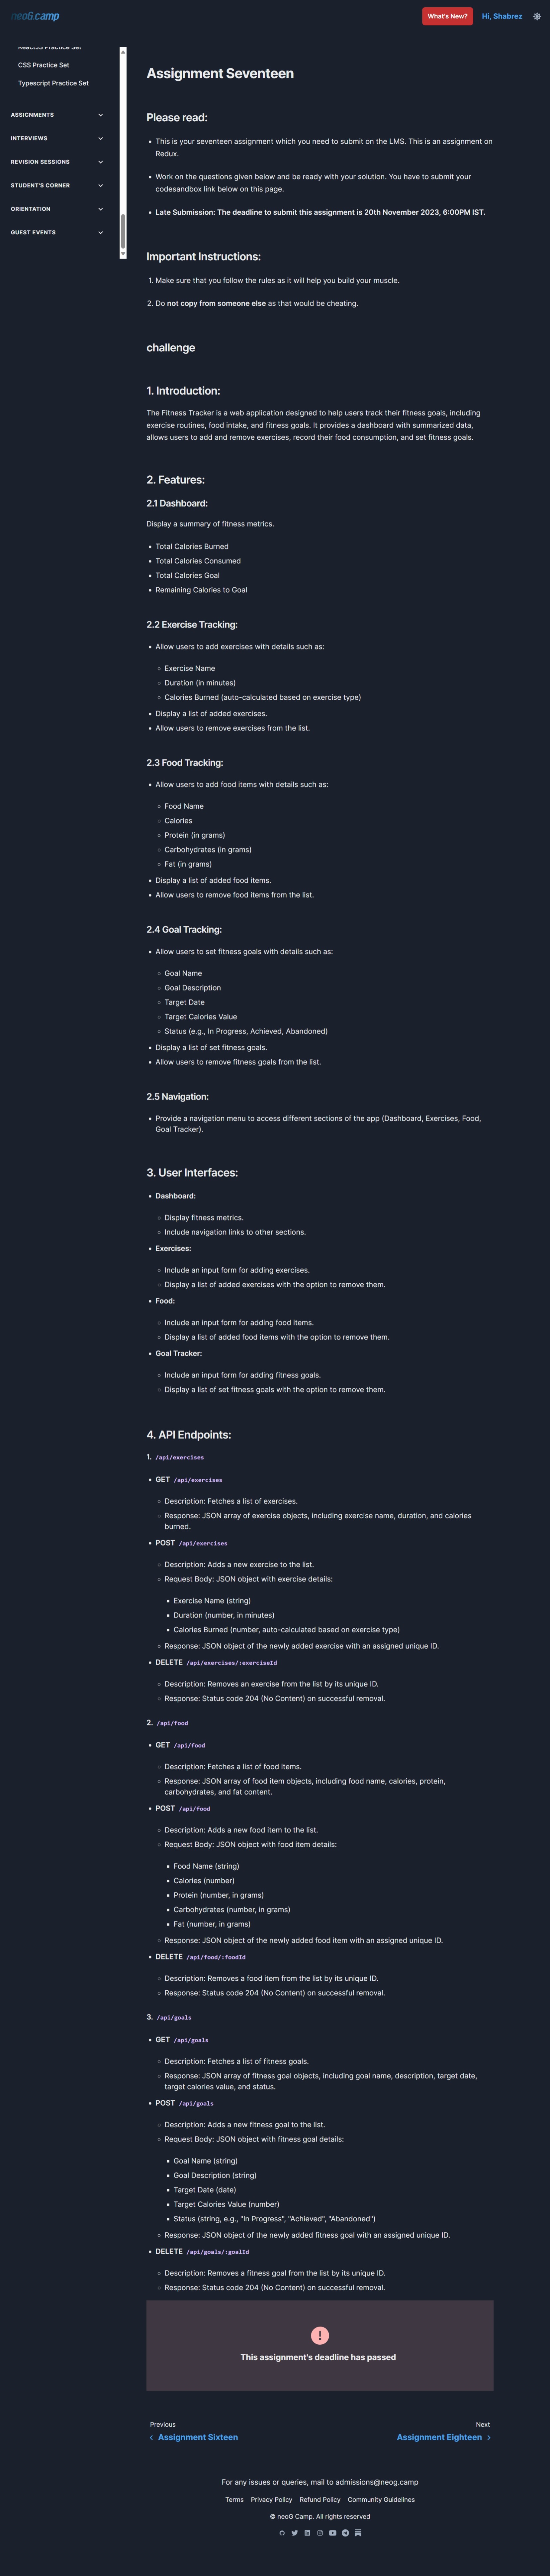 neoG.camp
What's New?
Hi, Shabrez
ReactJS Practice Set
CSS Practice Set
Typescript Practice Set
ASSIGNMENTS
INTERVIEWS
REVISION SESSIONS
STUDENT'S CORNER
ORIENTATION
GUEST EVENTS
Assignment Seventeen
Please read:
• This is your seventeen assignment which you need to submit on the LMS. This is an assignment on
Redux.
• Work on the questions given below and be ready with your solution. You have to submit your
codesandbox link below on this page.
• Late Submission: The deadline to submit this assignment is 20th November 2023, 6:00PM IST.
Important Instructions:
1. Make sure that you follow the rules as it will help you build your muscle.
2. Do not copy from someone else as that would be cheating.
challenge
1. Introduction:
The Fitness Tracker is a web application designed to help users track their fitness goals, including
exercise routines, food intake, and fitness goals. It provides a dashboard with summarized data,
allows users to add and remove exercises, record their food consumption, and set fitness goals.
2. Features:
2.1 Dashboard:
Display a summary of fitness metrics.
• Total Calories Burned
• Total Calories Consumed
• Total Calories Goal
• Remaining Calories to Goal
2.2 Exercise Tracking:
• Allow users to add exercises with details such as:
◦ Exercise Name
◦ Duration (in minutes)
◦ Calories Burned (auto-calculated based on exercise type)
• Display a list of added exercises.
• Allow users to remove exercises from the list.
2.3 Food Tracking:
• Allow users to add food items with details such as:
◦ Food Name
◦ Calories
◦ Protein (in grams)
◦ Carbohydrates (in grams)
◦ Fat (in grams)
• Display a list of added food items.
• Allow users to remove food items from the list.
2.4 Goal Tracking:
• Allow users to set fitness goals with details such as:
◦ Goal Name
◦ Goal Description
◦ Target Date
◦ Target Calories Value
◦ Status (e.g., In Progress, Achieved, Abandoned)
• Display a list of set fitness goals.
• Allow users to remove fitness goals from the list.
2.5 Navigation:
• Provide a navigation menu to access different sections of the app (Dashboard, Exercises, Food,
Goal Tracker).
3. User Interfaces:
• Dashboard:
◦ Display fitness metrics.
◦ Include navigation links to other sections.
• Exercises:
◦ Include an input form for adding exercises.
◦ Display a list of added exercises with the option to remove them.
• Food:
◦ Include an input form for adding food items.
◦ Display a list of added food items with the option to remove them.
• Goal Tracker:
◦ Include an input form for adding fitness goals.
◦ Display a list of set fitness goals with the option to remove them.
4. API Endpoints:
1. /api/exercises
• GET /api/exercises
◦ Description: Fetches a list of exercises.
◦ Response: JSON array of exercise objects, including exercise name, duration, and calories
burned.
• POST /api/exercises
◦ Description: Adds a new exercise to the list.
◦ Request Body: JSON object with exercise details:
▪ Exercise Name (string)
▪ Duration (number, in minutes)
▪ Calories Burned (number, auto-calculated based on exercise type)
◦ Response: JSON object of the newly added exercise with an assigned unique ID.
• DELETE /api/exercises/:exerciseId
◦ Description: Removes an exercise from the list by its unique ID.
◦ Response: Status code 204 (No Content) on successful removal.
2. /api/food
• GET /api/food
◦ Description: Fetches a list of food items.
◦ Response: JSON array of food item objects, including food name, calories, protein,
carbohydrates, and fat content.
• POST /api/food
◦ Description: Adds a new food item to the list.
◦ Request Body: JSON object with food item details:
▪ Food Name (string)
▪ Calories (number)
▪ Protein (number, in grams)
▪ Carbohydrates (number, in grams)
▪ Fat (number, in grams)
◦ Response: JSON object of the newly added food item with an assigned unique ID.
• DELETE /api/food/:foodId
◦ Description: Removes a food item from the list by its unique ID.
◦ Response: Status code 204 (No Content) on successful removal.
3. /api/goals
• GET /api/goals
◦ Description: Fetches a list of fitness goals.
◦ Response: JSON array of fitness goal objects, including goal name, description, target date,
target calories value, and status.
• POST /api/goals
◦ Description: Adds a new fitness goal to the list.
◦ Request Body: JSON object with fitness goal details:
▪ Goal Name (string)
▪ Goal Description (string)
▪ Target Date (date)
▪ Target Calories Value (number)
▪ Status (string, e.g., "In Progress", "Achieved", "Abandoned")
◦ Response: JSON object of the newly added fitness goal with an assigned unique ID.
• DELETE /api/goals/:goalId
◦ Description: Removes a fitness goal from the list by its unique ID.
◦ Response: Status code 204 (No Content) on successful removal.
This assignment's deadline has passed
Previous
Assignment Sixteen
Next
Assignment Eighteen
For any issues or queries, mail to admissions@neog.camp
Terms Privacy Policy Refund Policy Community Guidelines
© neoG Camp. All rights reserved